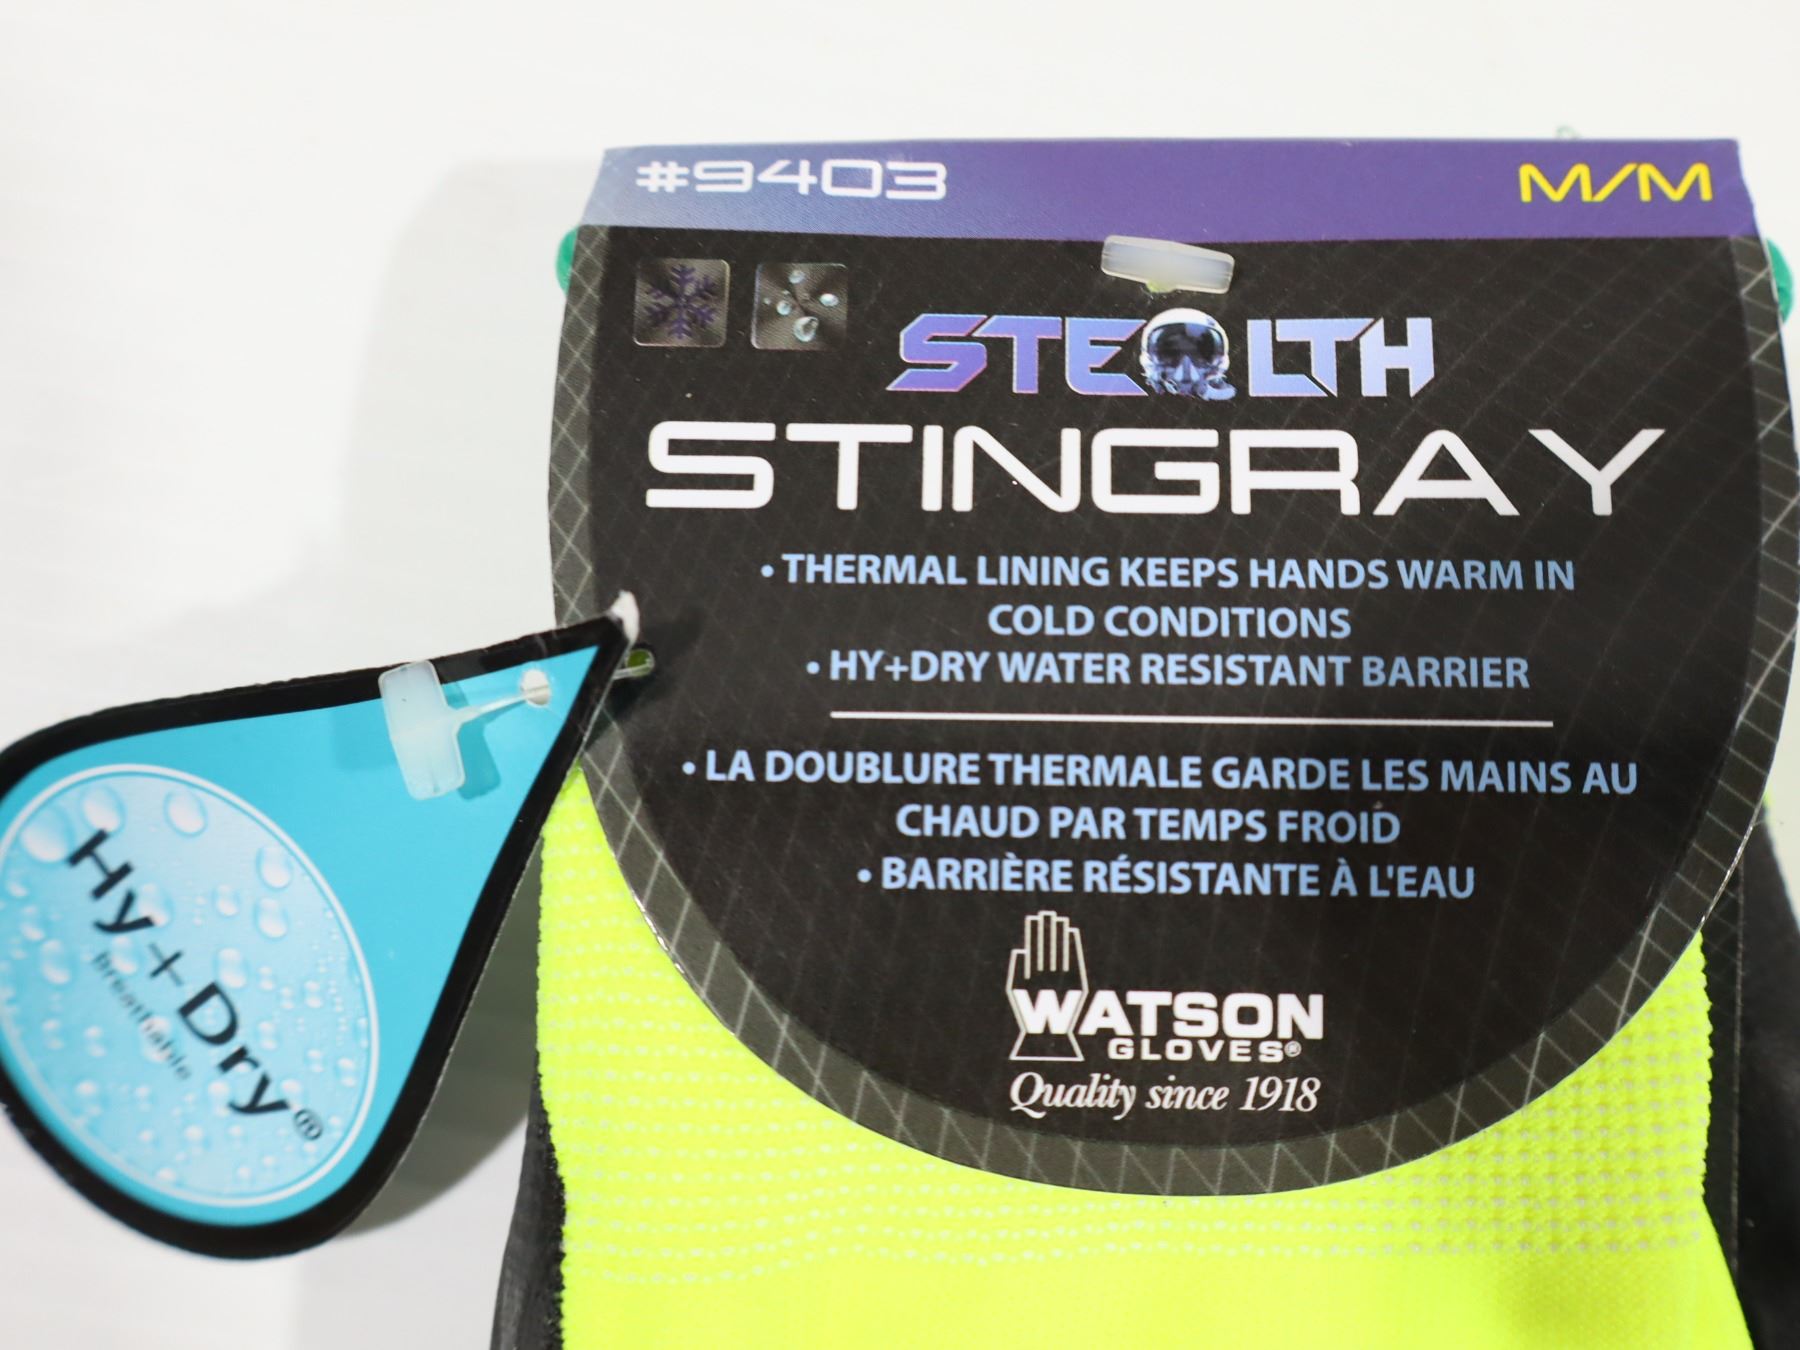 #9403 M/M
STEALTH
STINGRAY
• THERMAL LINING KEEPS HANDS WARM IN
COLD CONDITIONS
• HY+DRY WATER RESISTANT BARRIER
• LA DOUBLURE THERMALE GARDE LES MAINS AU
CHAUD PAR TEMPS FROID
• BARRIÈRE RÉSISTANTE À L'EAU
WATSON
GLOVES®
Quality since 1918
Hy+Dry®
Breathable